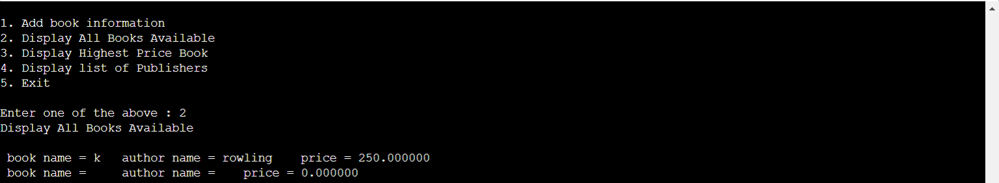 1. Add book information
2. Display All Books Available
3. Display Highest Price Book
4. Display list of Publishers
5. Exit
Enter one of the above : 2
Display All Books Available
book name = k   author name = rowling    price = 250.000000
book name =     author name =    price = 0.000000